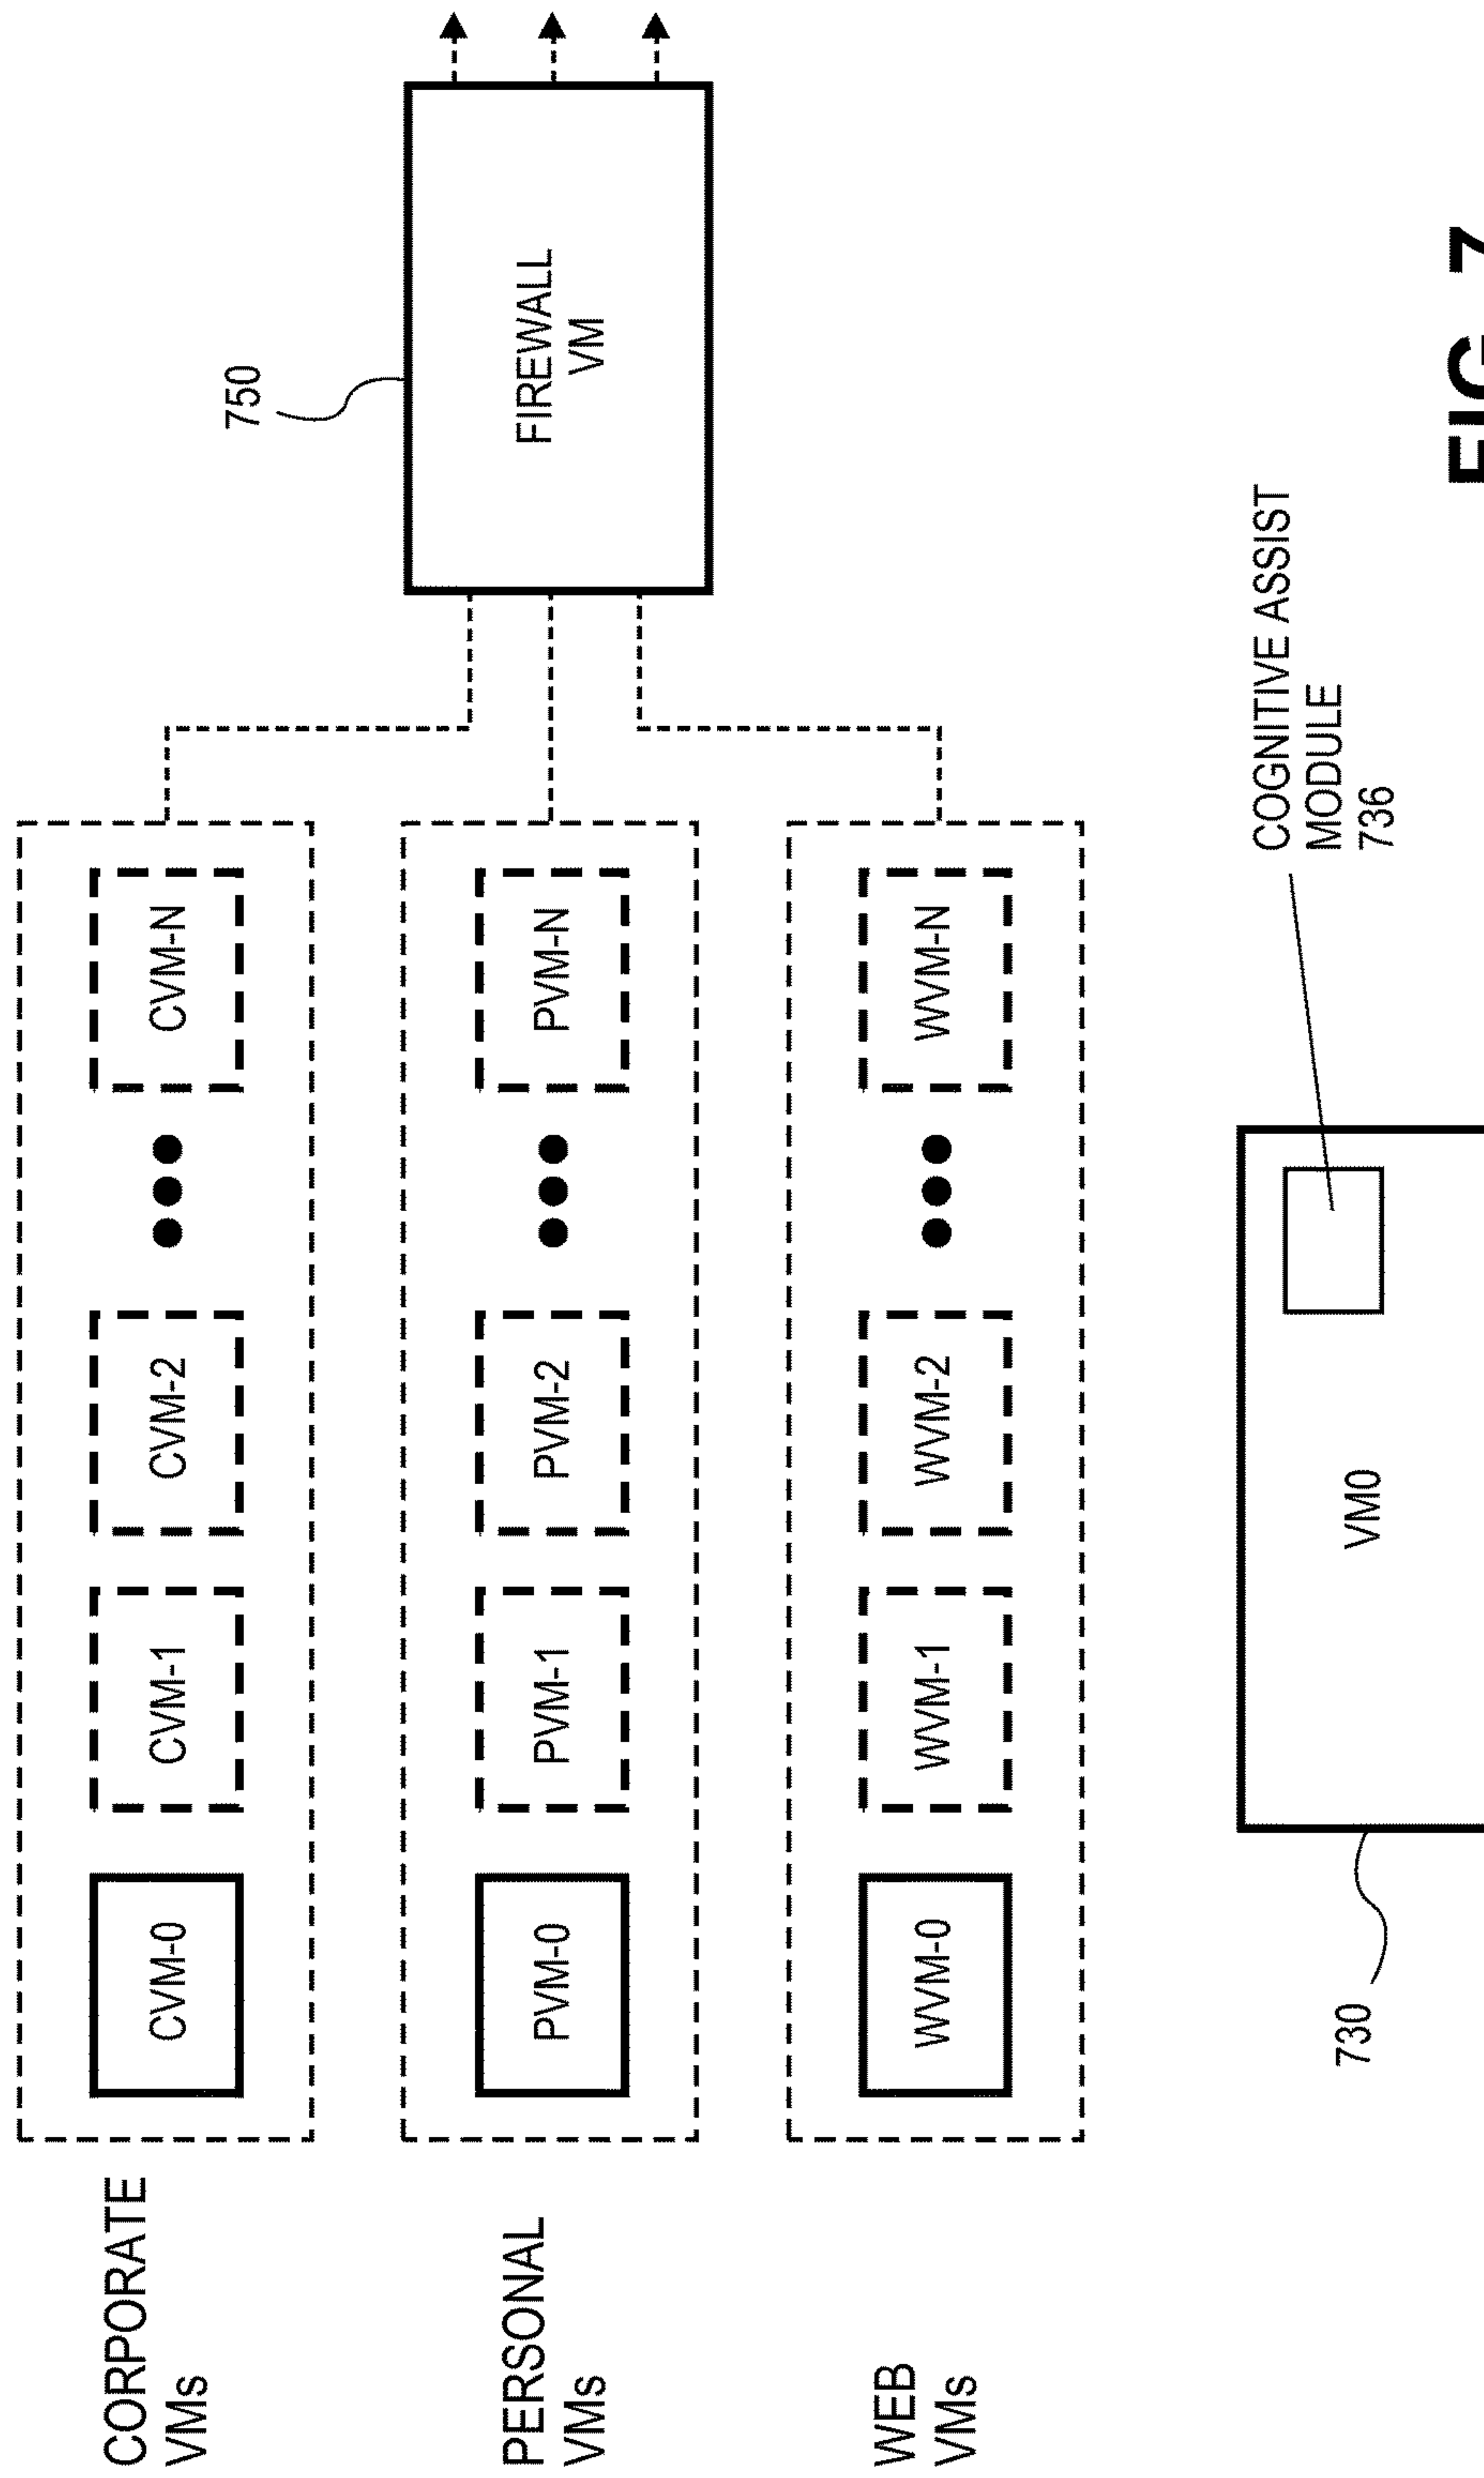 CORPORATE
VMs
CVM-0
CVM-1
CVM-2
CVM-N
PERSONAL
VMs
PVM-0
PVM-1
PVM-2
PVM-N
WEB
VMs
WVM-0
WVM-1
WVM-2
WVM-N
750
FIREWALL
VM
730
VM0
COGNITIVE ASSIST
MODULE
736
FIG. 7